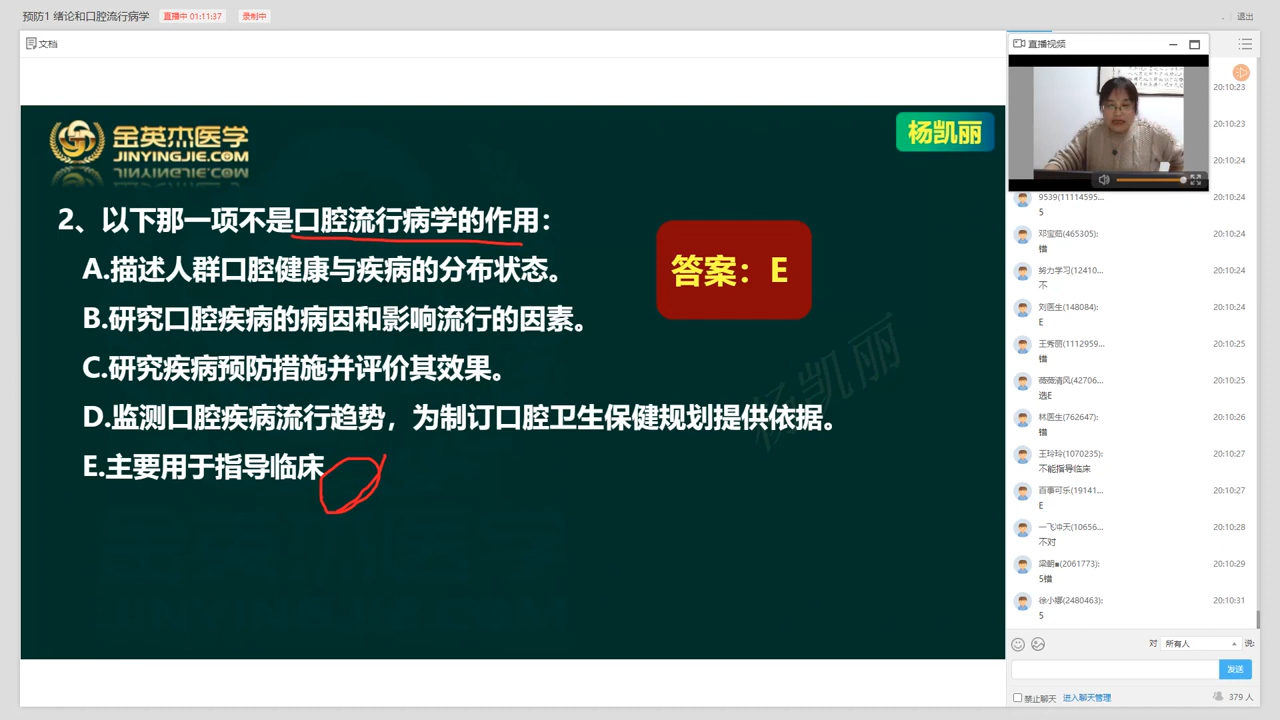 预防1 绪论和口腔流行病学
直播中 01:11:37
录制中
退出
文档
直播视频
金英杰医学
JINYINGJIE.COM
杨凯丽
2、以下那一项不是口腔流行病学的作用：
A.描述人群口腔健康与疾病的分布状态。
B.研究口腔疾病的病因和影响流行的因素。
C.研究疾病预防措施并评价其效果。
D.监测口腔疾病流行趋势，为制订口腔卫生保健规划提供依据。
E.主要用于指导临床
答案：E
杨凯丽
20:10:23
20:10:23
20:10:24
9539(11114595... 20:10:24
5
邓宝茹(465305): 20:10:24
错
努力学习(12410... 20:10:24
不
刘医生(148084): 20:10:24
E
王秀丽(1112959... 20:10:25
错
薇薇清风(42706... 20:10:25
选E
林医生(762647): 20:10:26
错
王玲玲(1070235): 20:10:27
不能指导临床
百事可乐(19141... 20:10:27
E
一飞冲天(10656... 20:10:28
不对
梁朝■(2061773): 20:10:29
5错
徐小娜(2480463): 20:10:31
5
对 所有人 说:
发送
禁止聊天 进入聊天管理 379 人